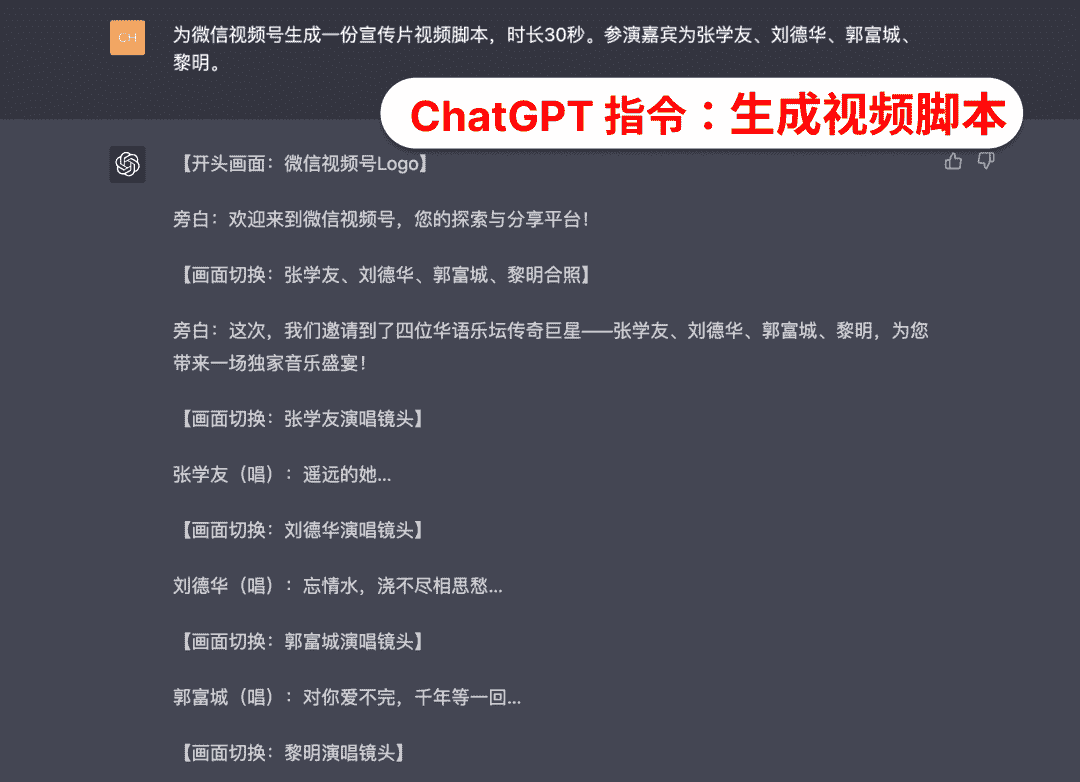 CH
为微信视频号生成一份宣传片视频脚本，时长30秒。参演嘉宾为张学友、刘德华、郭富城、
黎明。
ChatGPT 指令：生成视频脚本
【开头画面：微信视频号Logo】
旁白：欢迎来到微信视频号，您的探索与分享平台！
【画面切换：张学友、刘德华、郭富城、黎明合照】
旁白：这次，我们邀请到了四位华语乐坛传奇巨星——张学友、刘德华、郭富城、黎明，为您
带来一场独家音乐盛宴！
【画面切换：张学友演唱镜头】
张学友（唱）：遥远的她...
【画面切换：刘德华演唱镜头】
刘德华（唱）：忘情水，浇不尽相思愁...
【画面切换：郭富城演唱镜头】
郭富城（唱）：对你爱不完，千年等一回...
【画面切换：黎明演唱镜头】